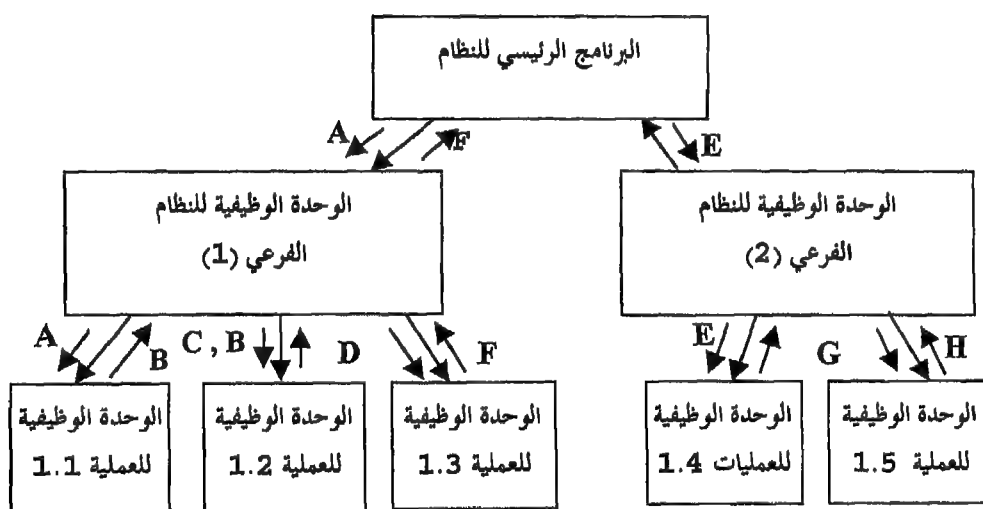 البرنامج الرئيسي للنظام
A
F
E
الوحدة الوظيفية للنظام
الفرعي (1)
الوحدة الوظيفية للنظام
الفرعي (2)
A
B
C , B
D
F
E
G
H
الوحدة الوظيفية
للعملية 1.1
الوحدة الوظيفية
للعملية 1.2
الوحدة الوظيفية
للعملية 1.3
الوحدة الوظيفية
للعمليات 1.4
الوحدة الوظيفية
للعملية 1.5